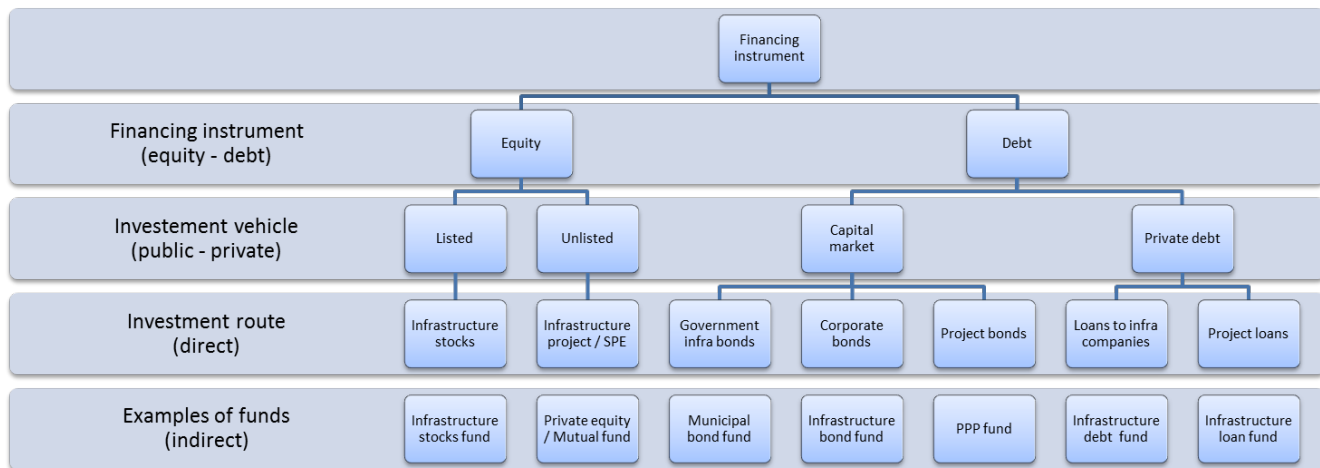 Financing
instrument
Financing instrument
(equity - debt)
Equity
Debt
Investement vehicle
(public - private)
Listed
Unlisted
Capital
market
Private debt
Investment route
(direct)
Infrastructure
stocks
Infrastructure
project / SPE
Government
infra bonds
Corporate
bonds
Project bonds
Loans to infra
companies
Project loans
Examples of funds
(indirect)
Infrastructure
stocks fund
Private equity
/ Mutual fund
Municipal
bond fund
Infrastructure
bond fund
PPP fund
Infrastructure
debt fund
Infrastructure
loan fund